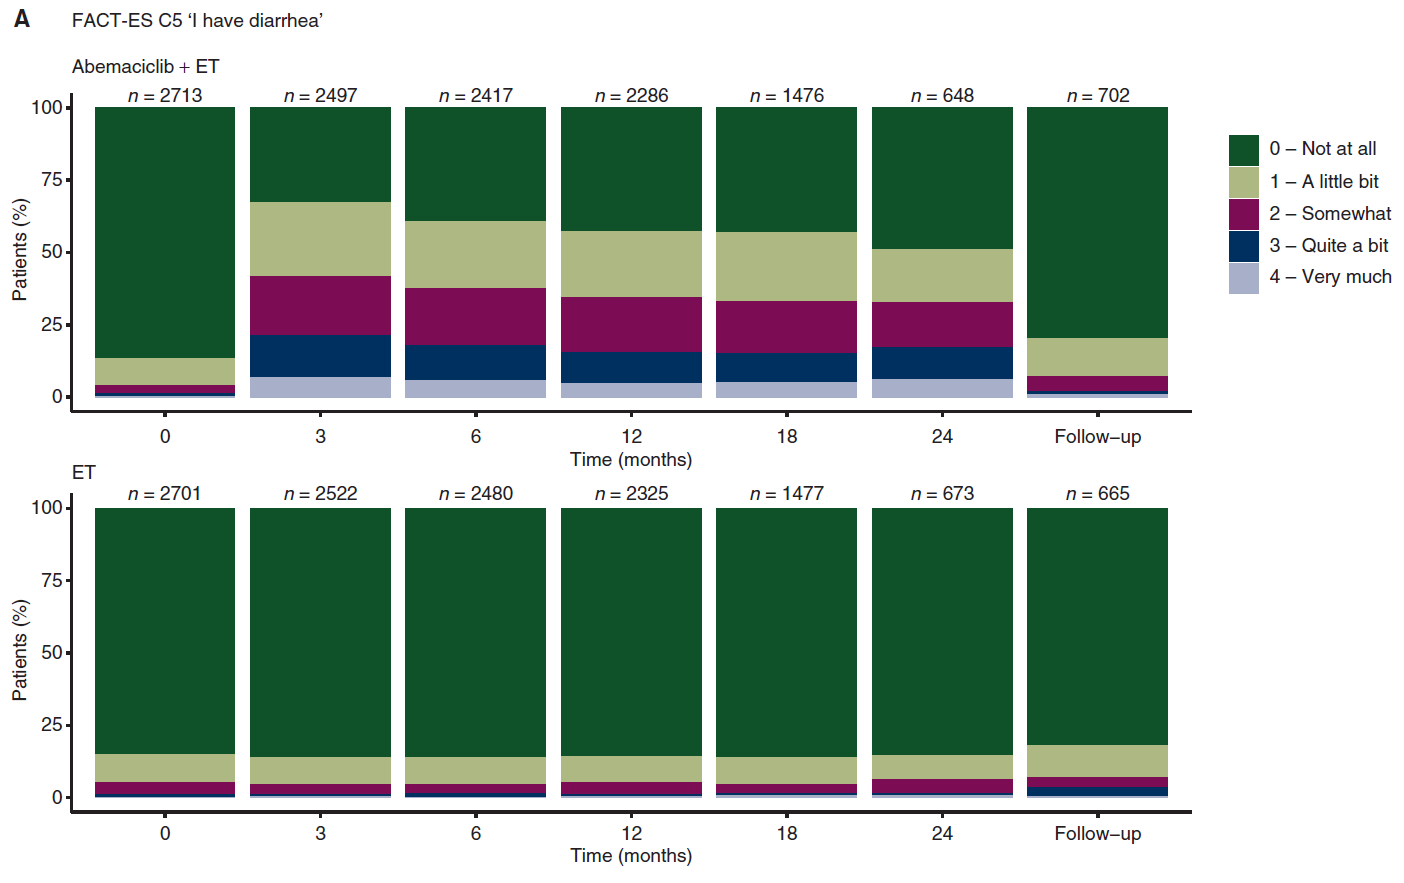 A FACT-ES C5 ‘I have diarrhea’
Abemaciclib + ET
n = 2713 n = 2497 n = 2417 n = 2286 n = 1476 n = 648 n = 702
100
75
50
25
0
Patients (%)
0 3 6 12 18 24 Follow–up
Time (months)
0 – Not at all
1 – A little bit
2 – Somewhat
3 – Quite a bit
4 – Very much
ET
n = 2701 n = 2522 n = 2480 n = 2325 n = 1477 n = 673 n = 665
100
75
50
25
0
Patients (%)
0 3 6 12 18 24 Follow–up
Time (months)